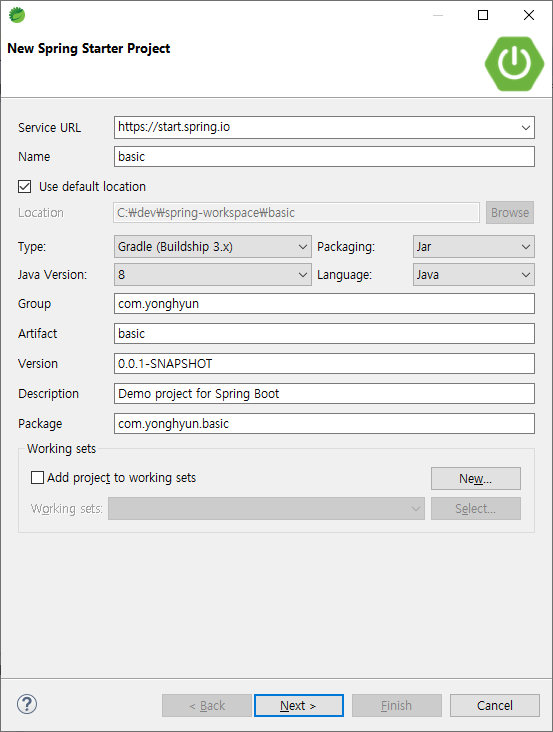 New Spring Starter Project
Service URL https://start.spring.io
Name basic
Use default location
Location C:₩dev₩spring-workspace₩basic Browse
Type: Gradle (Buildship 3.x) Packaging: Jar
Java Version: 8 Language: Java
Group com.yonghyun
Artifact basic
Version 0.0.1-SNAPSHOT
Description Demo project for Spring Boot
Package com.yonghyun.basic
Working sets
Add project to working sets New...
Working sets: Select...
? < Back Next > Finish Cancel